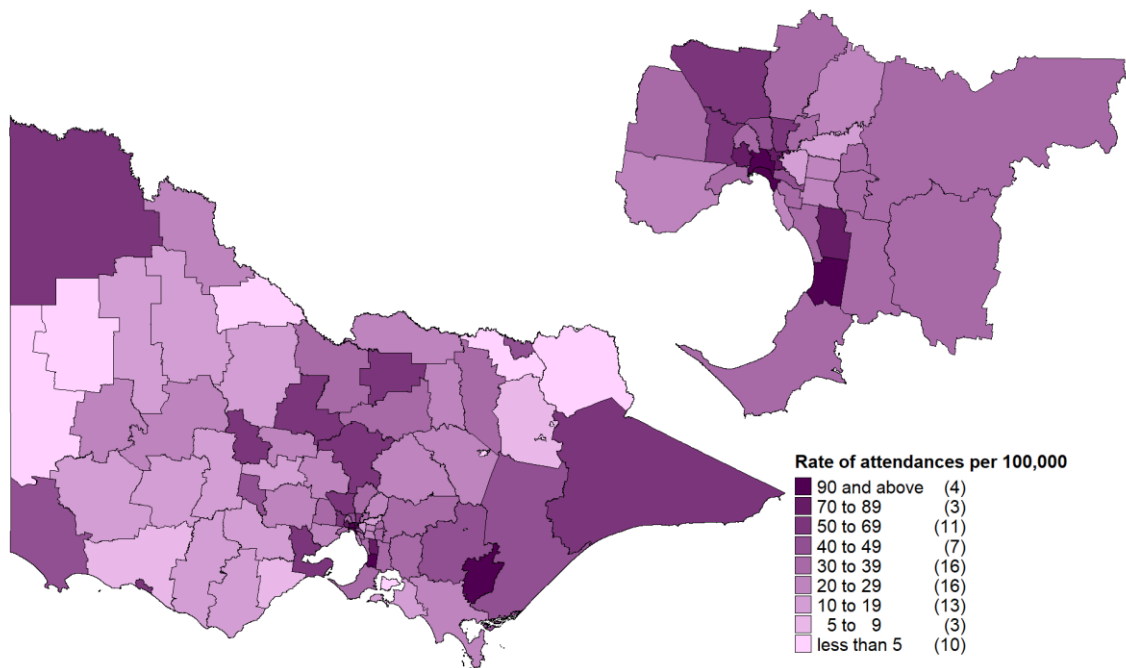 Rate of attendances per 100,000
90 and above (4)
70 to 89 (3)
50 to 69 (11)
40 to 49 (7)
30 to 39 (16)
20 to 29 (16)
10 to 19 (13)
5 to 9 (3)
less than 5 (10)